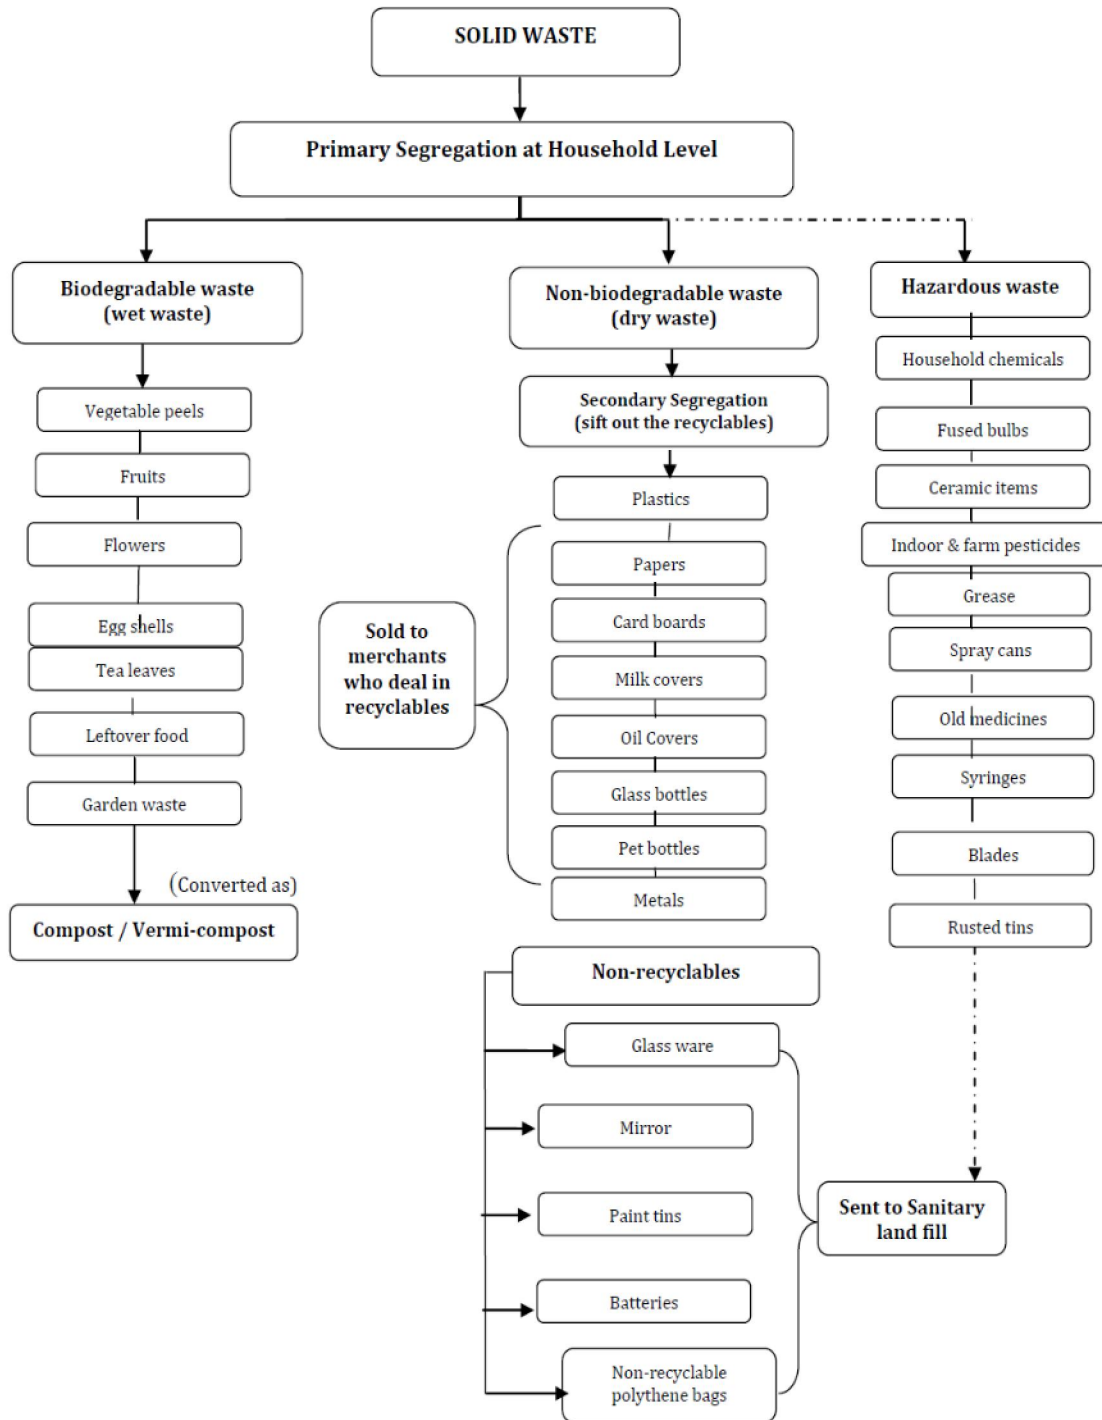 SOLID WASTE
Primary Segregation at Household Level
Biodegradable waste
(wet waste)
Vegetable peels
Fruits
Flowers
Egg shells
Tea leaves
Leftover food
Garden waste
(Converted as)
Compost / Vermi-compost
Non-biodegradable waste
(dry waste)
Secondary Segregation
(sift out the recyclables)
Plastics
Papers
Card boards
Milk covers
Oil Covers
Glass bottles
Pet bottles
Metals
Sold to
merchants
who deal in
recyclables
Non-recyclables
Glass ware
Mirror
Paint tins
Batteries
Non-recyclable
polythene bags
Hazardous waste
Household chemicals
Fused bulbs
Ceramic items
Indoor & farm pesticides
Grease
Spray cans
Old medicines
Syringes
Blades
Rusted tins
Sent to Sanitary
land fill